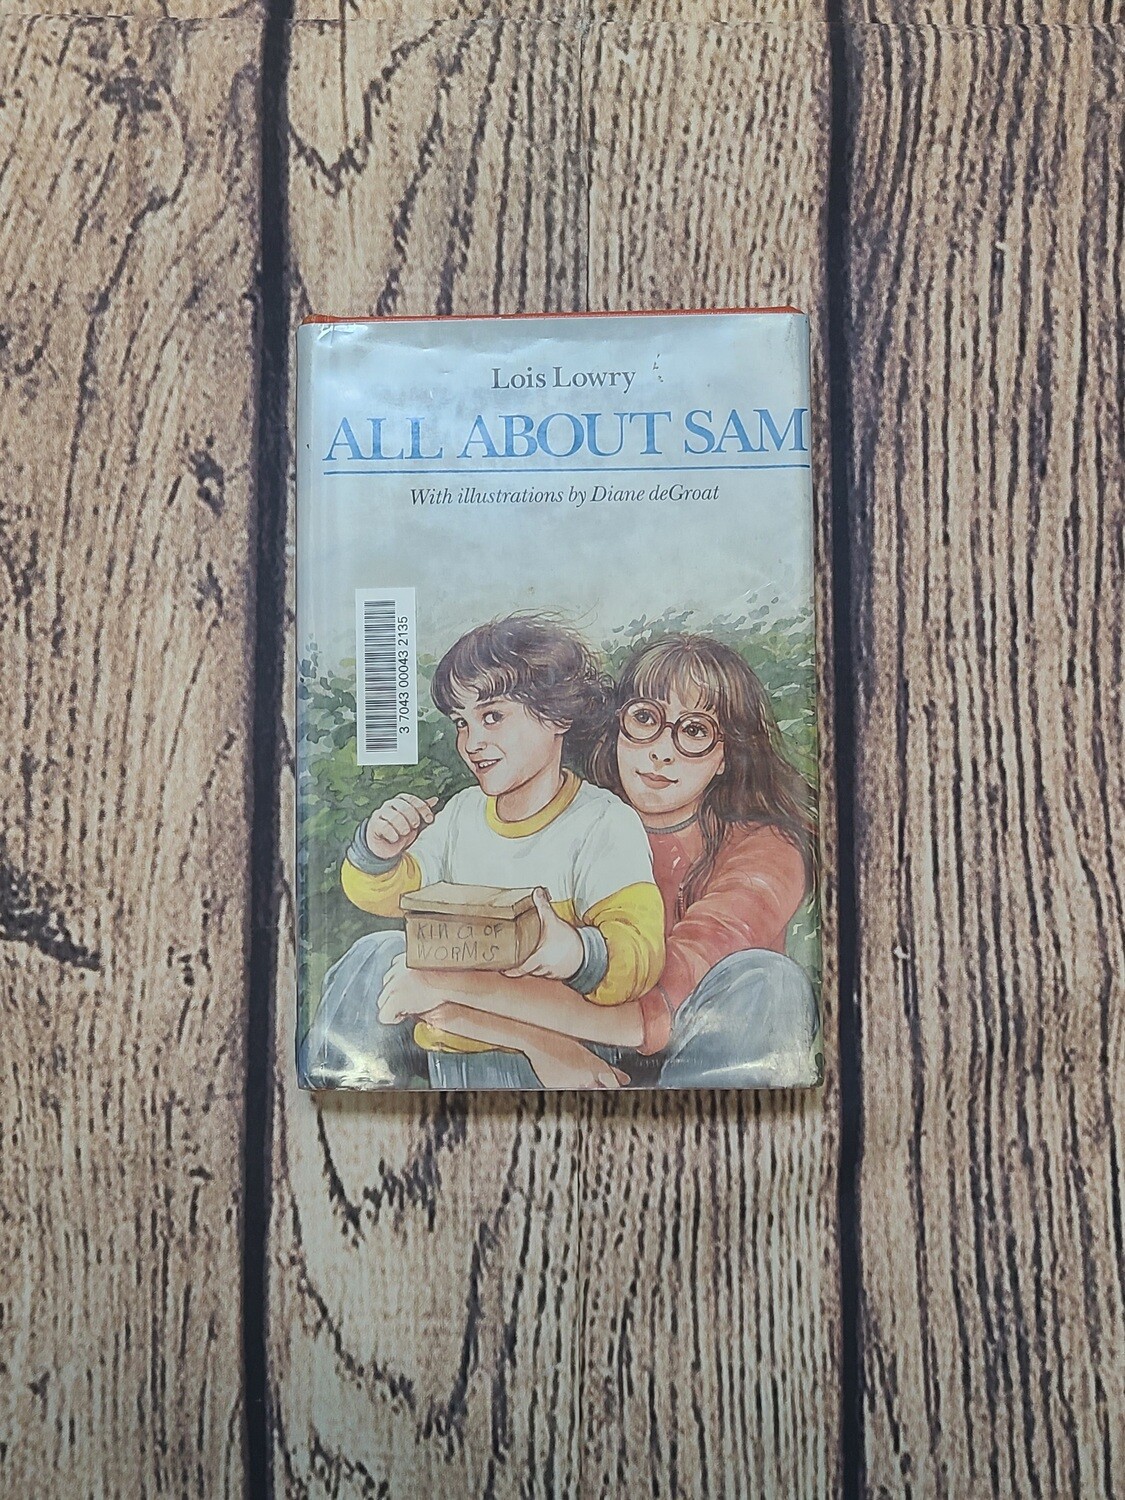 Lois Lowry
ALL ABOUT SAM
With illustrations by Diane deGroat
3 7043 00043 2135
KING OF
WORMS